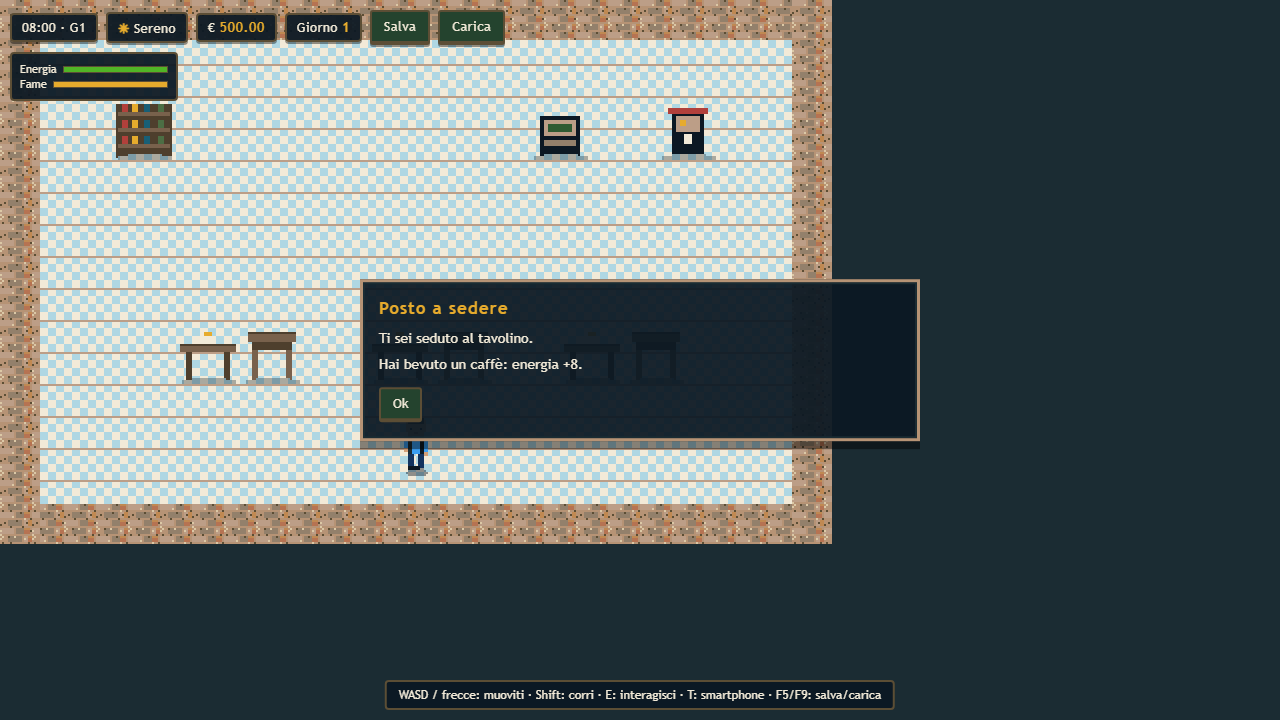 08:00 · G1
Sereno
€ 500.00
Giorno 1
Salva
Carica
Energia
Fame
Posto a sedere
Ti sei seduto al tavolino.
Hai bevuto un caffè: energia +8.
Ok
WASD / frecce: muoviti · Shift: corri · E: interagisci · T: smartphone · F5/F9: salva/carica